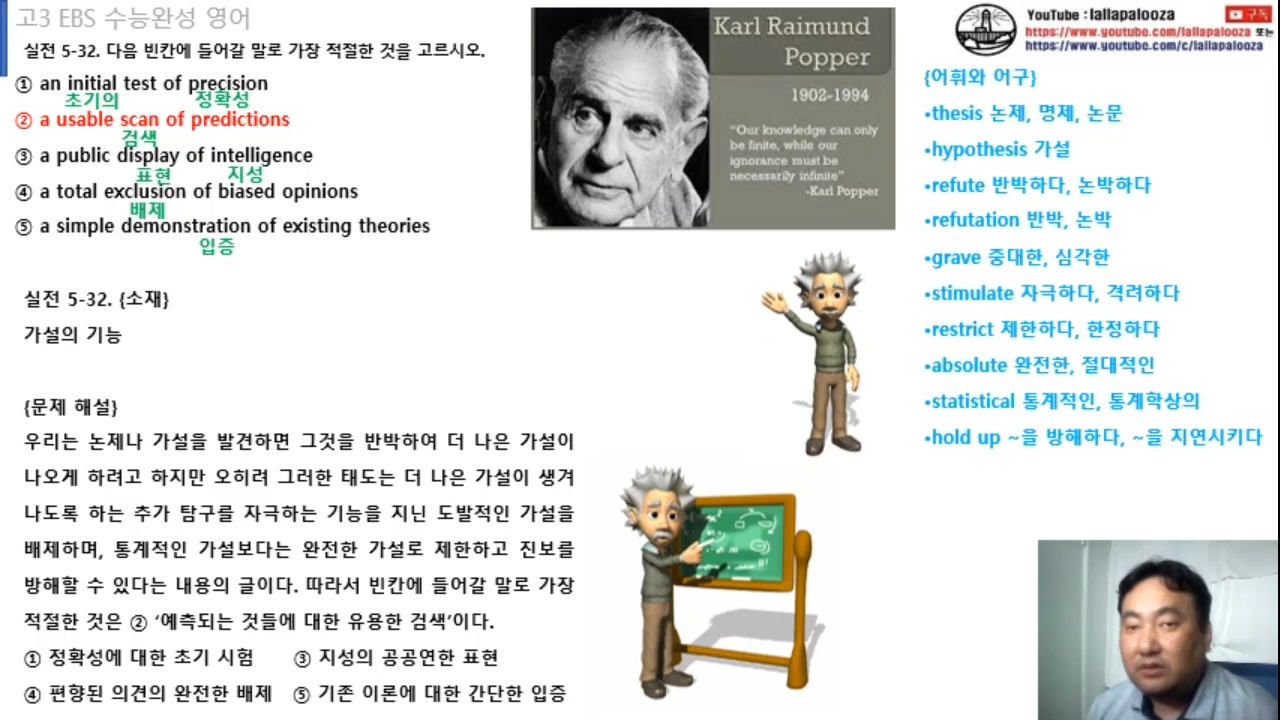 고3 EBS 수능완성 영어
실전 5-32. 다음 빈칸에 들어갈 말로 가장 적절한 것을 고르시오.
① an initial test of precision
초기의 정확성
② a usable scan of predictions
검색
③ a public display of intelligence
표현 지성
④ a total exclusion of biased opinions
배제
⑤ a simple demonstration of existing theories
입증
실전 5-32. {소재}
가설의 기능
{문제 해설}
우리는 논제나 가설을 발견하면 그것을 반박하여 더 나은 가설이
나오게 하려고 하지만 오히려 그러한 태도는 더 나은 가설이 생겨
나도록 하는 추가 탐구를 자극하는 기능을 지닌 도발적인 가설을
배제하며, 통계적인 가설보다는 완전한 가설로 제한하고 진보를
방해할 수 있다는 내용의 글이다. 따라서 빈칸에 들어갈 말로 가장
적절한 것은 ② ‘예측되는 것들에 대한 유용한 검색’이다.
① 정확성에 대한 초기 시험 ③ 지성의 공공연한 표현
④ 편향된 의견의 완전한 배제 ⑤ 기존 이론에 대한 간단한 입증
Karl Raimund
Popper
1902-1994
“Our knowledge can only
be finite, while our
ignorance must be
necessarily infinite”
-Karl Popper
YouTube : lallapalooza 구독
https://www.youtube.com/lallapalooza 또는
https://www.youtube.com/c/lallapalooza
{어휘와 어구}
•thesis 논제, 명제, 논문
•hypothesis 가설
•refute 반박하다, 논박하다
•refutation 반박, 논박
•grave 중대한, 심각한
•stimulate 자극하다, 격려하다
•restrict 제한하다, 한정하다
•absolute 완전한, 절대적인
•statistical 통계적인, 통계학상의
•hold up ~을 방해하다, ~을 지연시키다